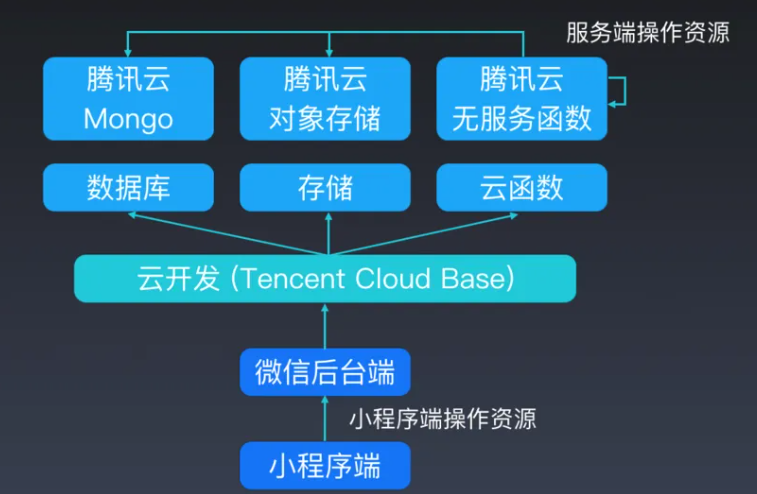 服务端操作资源
腾讯云
Mongo
腾讯云
对象存储
腾讯云
无服务函数
数据库
存储
云函数
云开发 (Tencent Cloud Base)
微信后台端
小程序端操作资源
小程序端